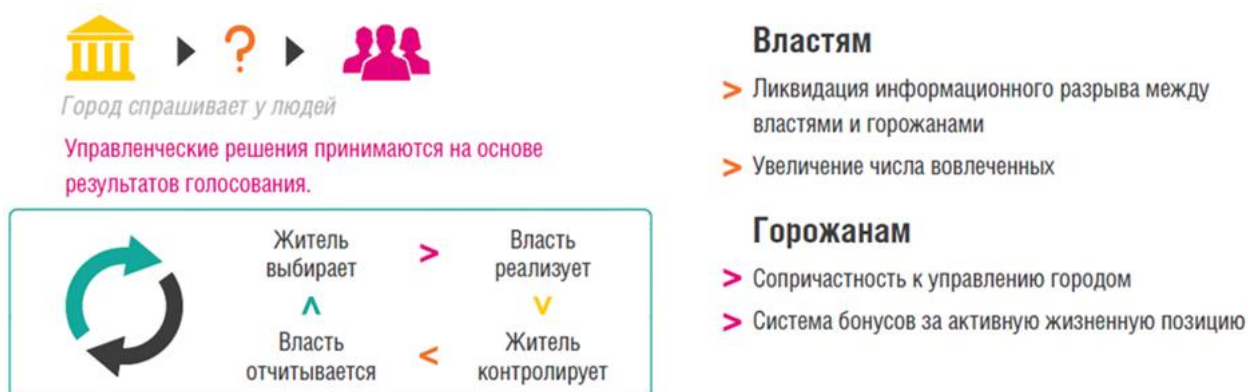 Город спрашивает у людей
Управленческие решения принимаются на основе
результатов голосования.
Житель
выбирает
Власть
реализует
Власть
отчитывается
Житель
контролирует
Властям
Ликвидация информационного разрыва между
властями и горожанами
Увеличение числа вовлеченных
Горожанам
Сопричастность к управлению городом
Система бонусов за активную жизненную позицию